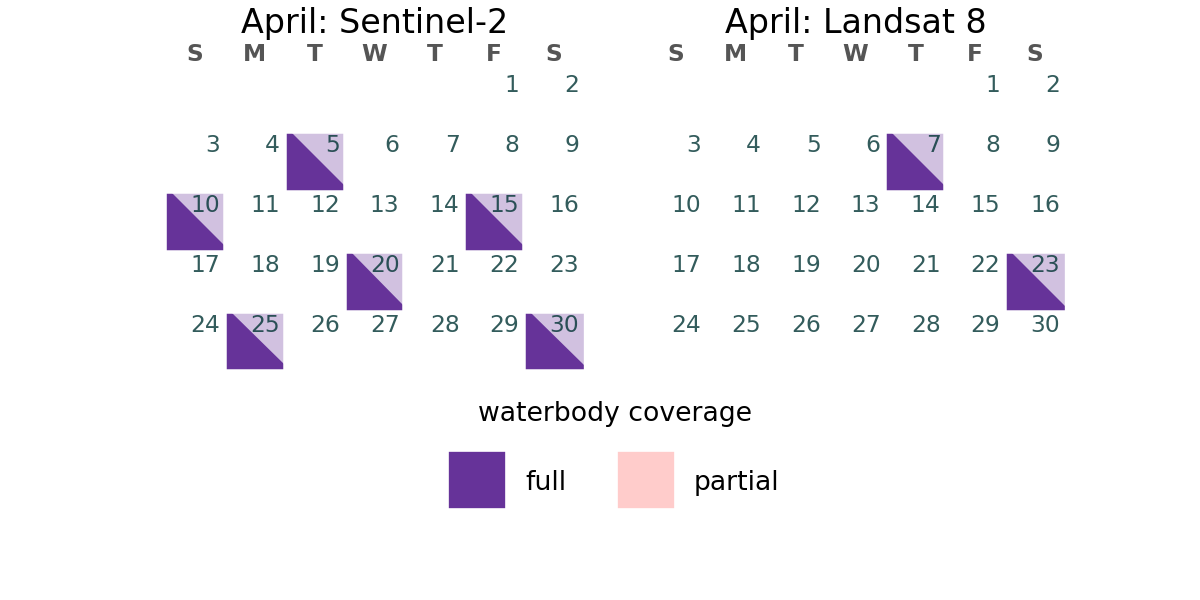 April: Sentinel-2
S M T W T F S
1 2
3 4 5 6 7 8 9
10 11 12 13 14 15 16
17 18 19 20 21 22 23
24 25 26 27 28 29 30
April: Landsat 8
S M T W T F S
1 2
3 4 5 6 7 8 9
10 11 12 13 14 15 16
17 18 19 20 21 22 23
24 25 26 27 28 29 30
waterbody coverage
full
partial